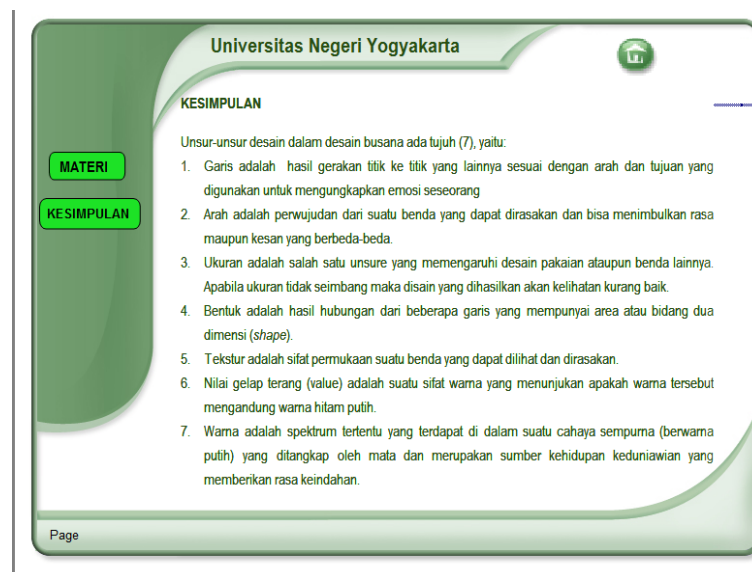 Universitas Negeri Yogyakarta
KESIMPULAN
Unsur-unsur desain dalam desain busana ada tujuh (7), yaitu:
MATERI
KESIMPULAN
1. Garis adalah hasil gerakan titik ke titik yang lainnya sesuai dengan arah dan tujuan yang
digunakan untuk mengungkapkan emosi seseorang
2. Arah adalah perwujudan dari suatu benda yang dapat dirasakan dan bisa menimbulkan rasa
maupun kesan yang berbeda-beda.
3. Ukuran adalah salah satu unsure yang memengaruhi desain pakaian ataupun benda lainnya.
Apabila ukuran tidak seimbang maka disain yang dihasilkan akan kelihatan kurang baik.
4. Bentuk adalah hasil hubungan dari beberapa garis yang mempunyai area atau bidang dua
dimensi (shape).
5. Tekstur adalah sifat permukaan suatu benda yang dapat dilihat dan dirasakan.
6. Nilai gelap terang (value) adalah suatu sifat warna yang menunjukan apakah warna tersebut
mengandung warna hitam putih.
7. Warna adalah spektrum tertentu yang terdapat di dalam suatu cahaya sempurna (berwarna
putih) yang ditangkap oleh mata dan merupakan sumber kehidupan keduniawian yang
memberikan rasa keindahan.
Page